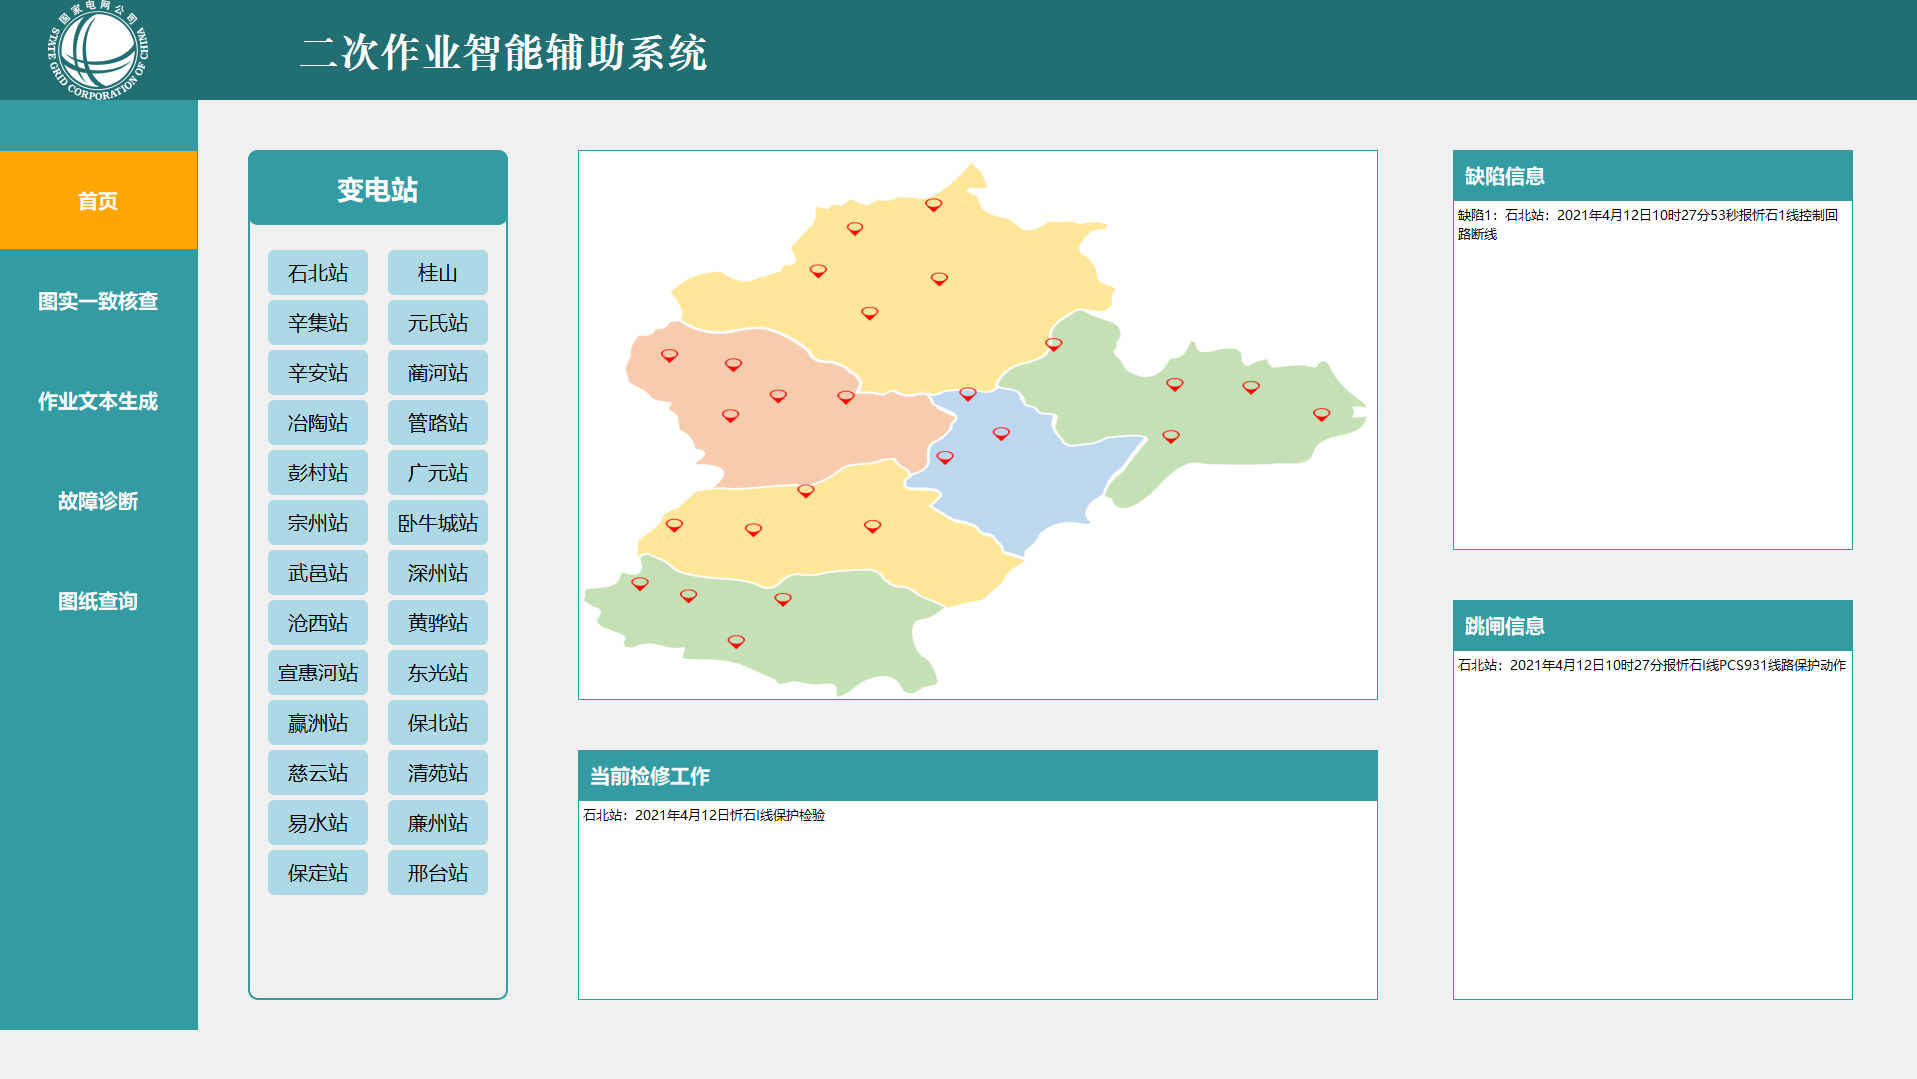 国家电网公司
STATE GRID CORPORATION OF CHINA
二次作业智能辅助系统
首页
图实一致核查
作业文本生成
故障诊断
图纸查询
变电站
石北站
桂山
辛集站
元氏站
辛安站
蔺河站
冶陶站
管路站
彭村站
广元站
宗州站
卧牛城站
武邑站
深州站
沧西站
黄骅站
宣惠河站
东光站
赢洲站
保北站
慈云站
清苑站
易水站
廉州站
保定站
邢台站
当前检修工作
石北站：2021年4月12日忻石I线保护检验
缺陷信息
缺陷1：石北站：2021年4月12日10时27分53秒报忻石1线控制回
路断线
跳闸信息
石北站：2021年4月12日10时27分报忻石I线PCS931线路保护动作